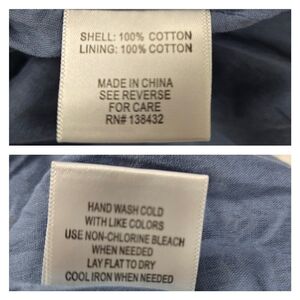 SHELL: 100% COTTON
LINING: 100% COTTON
MADE IN CHINA
SEE REVERSE
FOR CARE
RN# 138432
HAND WASH COLD
WITH LIKE COLORS
USE NON-CHLORINE BLEACH
WHEN NEEDED
LAY FLAT TO DRY
COOL IRON WHEN NEEDED